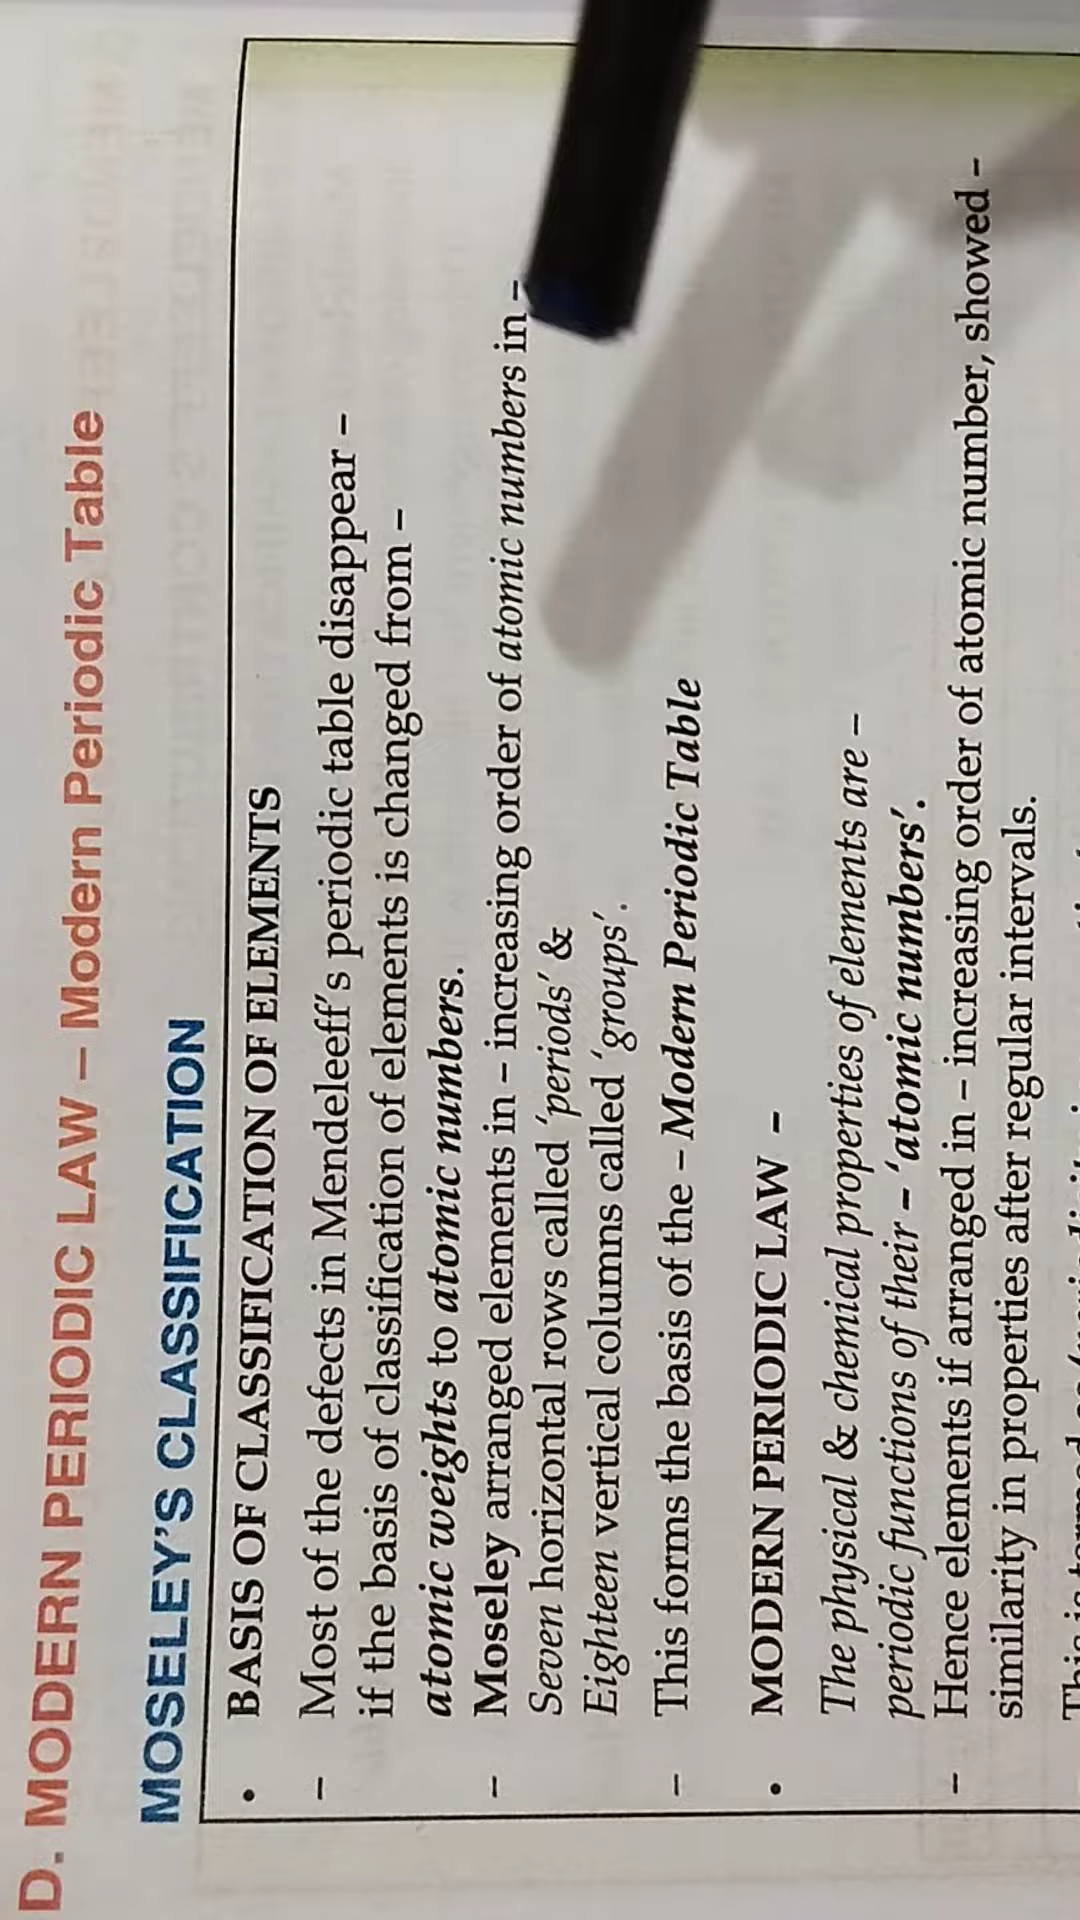 D. MODERN PERIODIC LAW – Modern Periodic Table
MOSELEY'S CLASSIFICATION
• BASIS OF CLASSIFICATION OF ELEMENTS
– Most of the defects in Mendeleeff's periodic table disappear –
if the basis of classification of elements is changed from –
atomic weights to atomic numbers.
– Moseley arranged elements in – increasing order of atomic numbers in –
Seven horizontal rows called 'periods' &
Eighteen vertical columns called 'groups'.
– This forms the basis of the – Modern Periodic Table
• MODERN PERIODIC LAW –
The physical & chemical properties of elements are –
periodic functions of their – 'atomic numbers'.
– Hence elements if arranged in – increasing order of atomic number, showed –
similarity in properties after regular intervals.